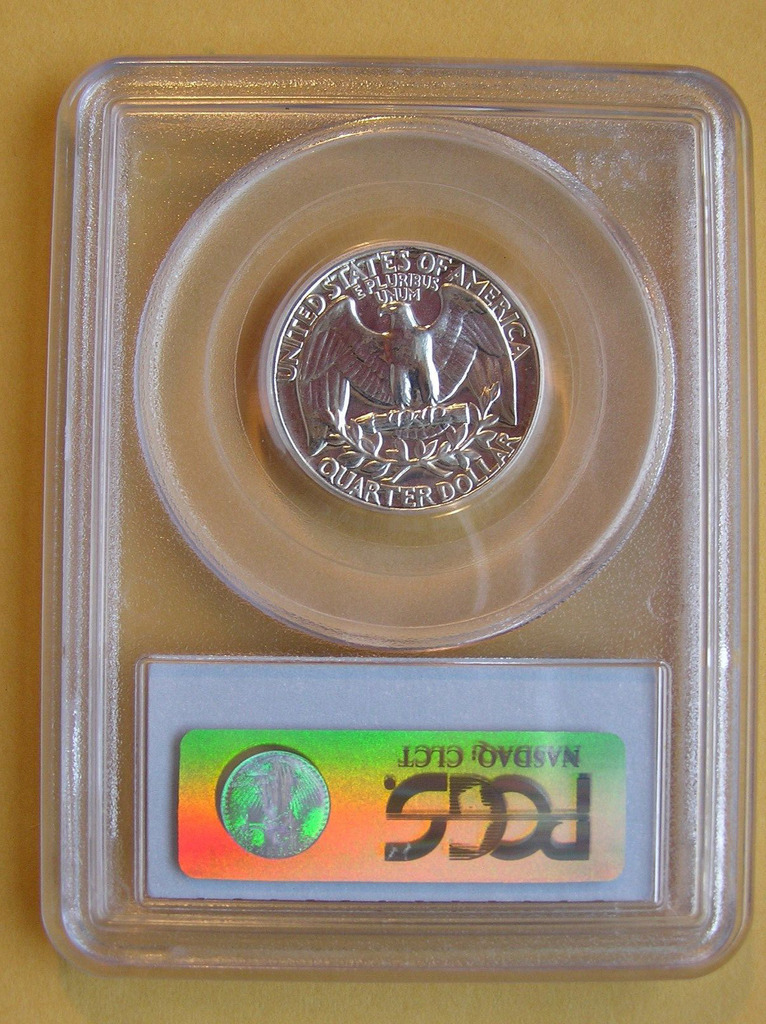 UNITED STATES OF AMERICA
E PLURIBUS
UNUM
QUARTER DOLLAR
PCGS
NASDAQ: CLCT